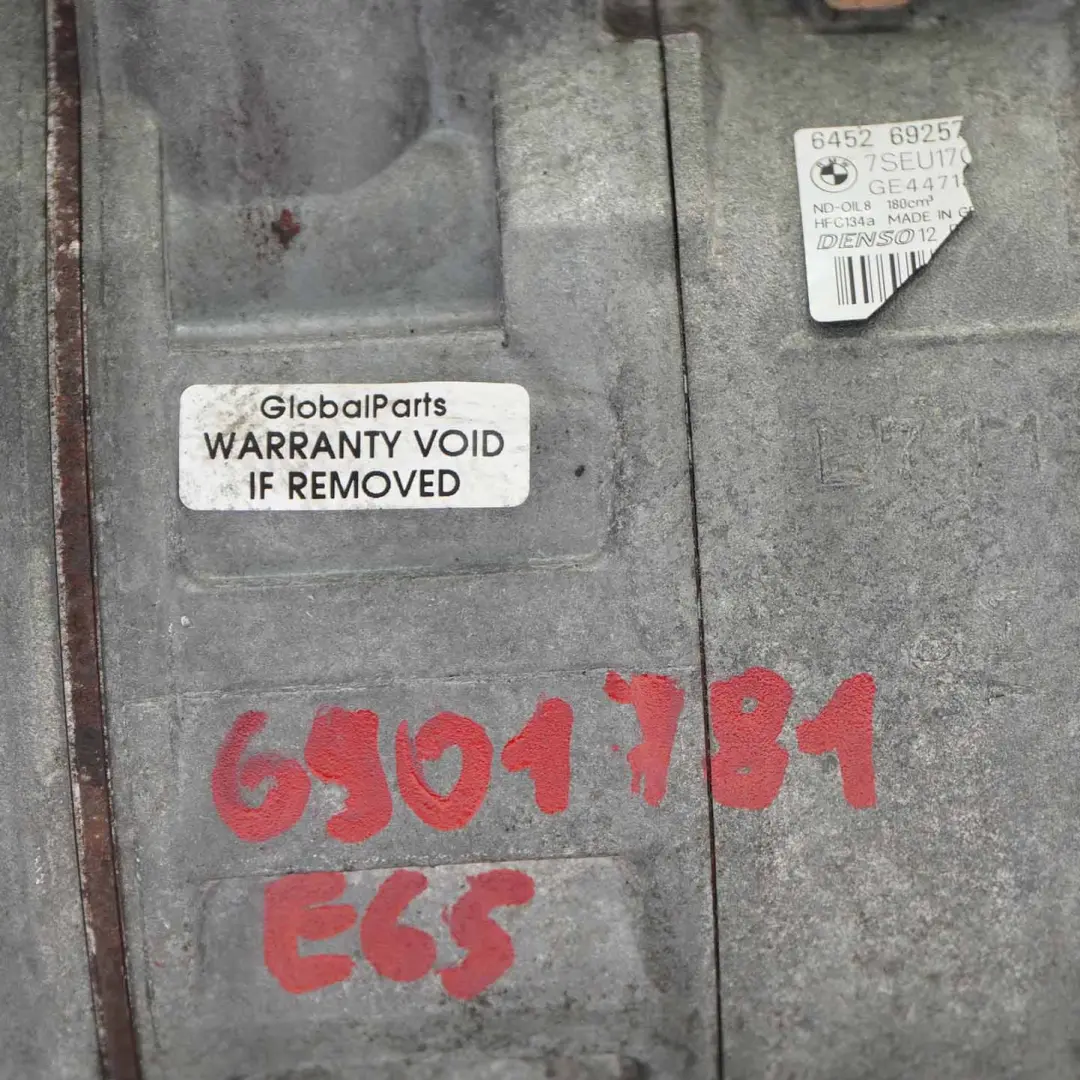 6452 69257
7SEU17C
GE4471
ND-OIL8 180cm³
HFC134a MADE IN G
DENSO 12
GlobalParts
WARRANTY VOID
IF REMOVED
6901781
E65